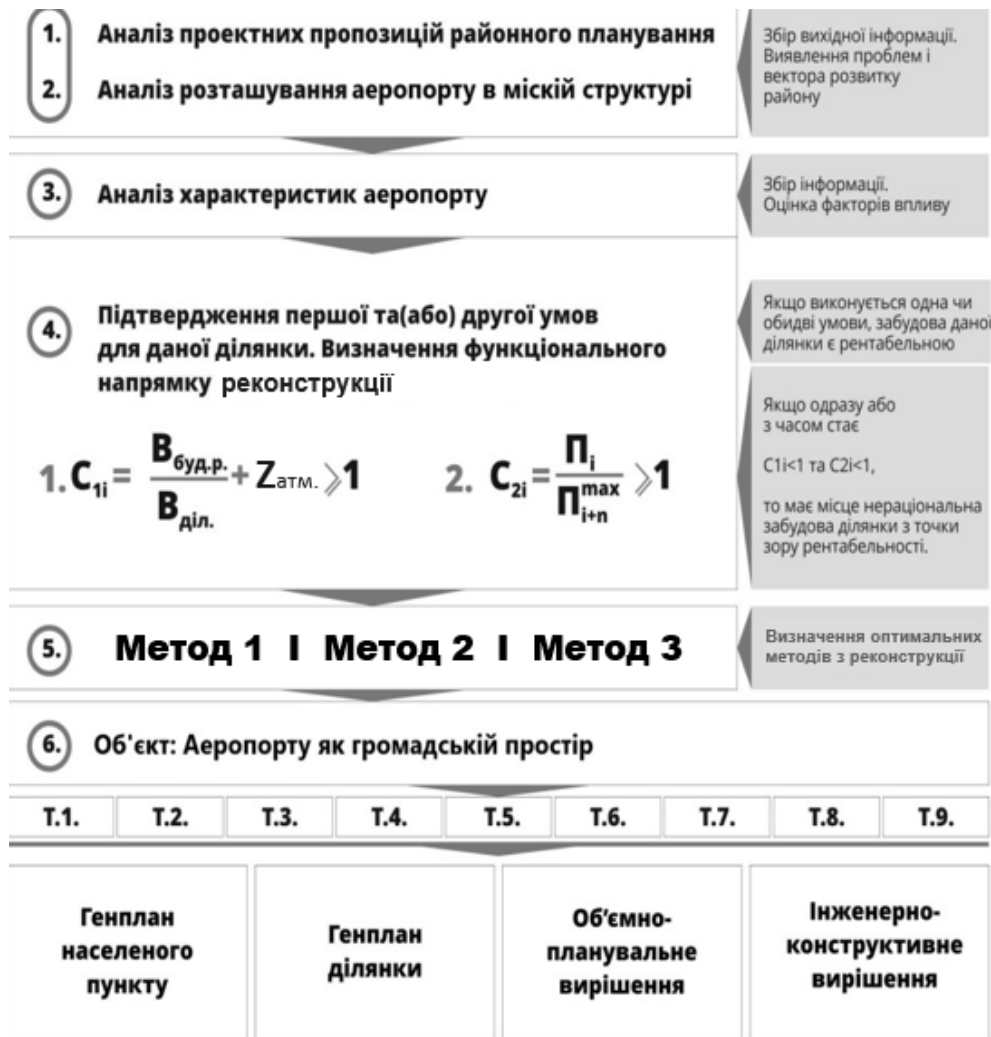 1. Аналіз проектних пропозицій районного планування
2. Аналіз розташування аеропорту в міскій структурі
Збір вихідної інформації.
Виявлення проблем і
вектора розвитку
району
3. Аналіз характеристик аеропорту
Збір інформації.
Оцінка факторів впливу
4. Підтвердження першої та(або) другої умов
для даної ділянки. Визначення функціонального
напрямку реконструкції
1. C₁ᵢ = В буд.р. / В діл. + Z атм. ⩾ 1
2. C₂ᵢ = Пᵢ / П max i+n ⩾ 1
Якщо виконується одна чи
обидві умови, забудова даної
ділянки є рентабельною
Якщо одразу або
з часом стає
C1i<1 та C2i<1,
то має місце нераціональна
забудова ділянки з точки
зору рентабельності.
5. Метод 1 І Метод 2 І Метод 3
Визначення оптимальних
методів з реконструкції
6. Об'єкт: Аеропорту як громадській простір
Т.1. Т.2. Т.3. Т.4. Т.5. Т.6. Т.7. Т.8. Т.9.
Генплан
населеного
пункту
Генплан
ділянки
Об'ємно-
планувальне
вирішення
Інженерно-
конструктивне
вирішення